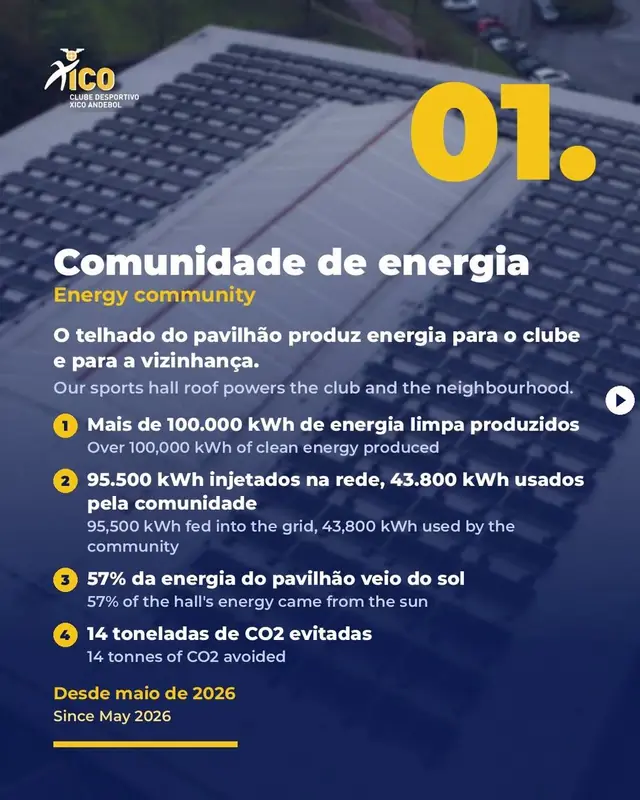 XICO
CLUBE DESPORTIVO
XICO ANDEBOL
01.
Comunidade de energia
Energy community
O telhado do pavilhão produz energia para o clube
e para a vizinhança.
Our sports hall roof powers the club and the neighbourhood.
1 Mais de 100.000 kWh de energia limpa produzidos
Over 100,000 kWh of clean energy produced
2 95.500 kWh injetados na rede, 43.800 kWh usados
pela comunidade
95,500 kWh fed into the grid, 43,800 kWh used by the
community
3 57% da energia do pavilhão veio do sol
57% of the hall's energy came from the sun
4 14 toneladas de CO2 evitadas
14 tonnes of CO2 avoided
Desde maio de 2026
Since May 2026